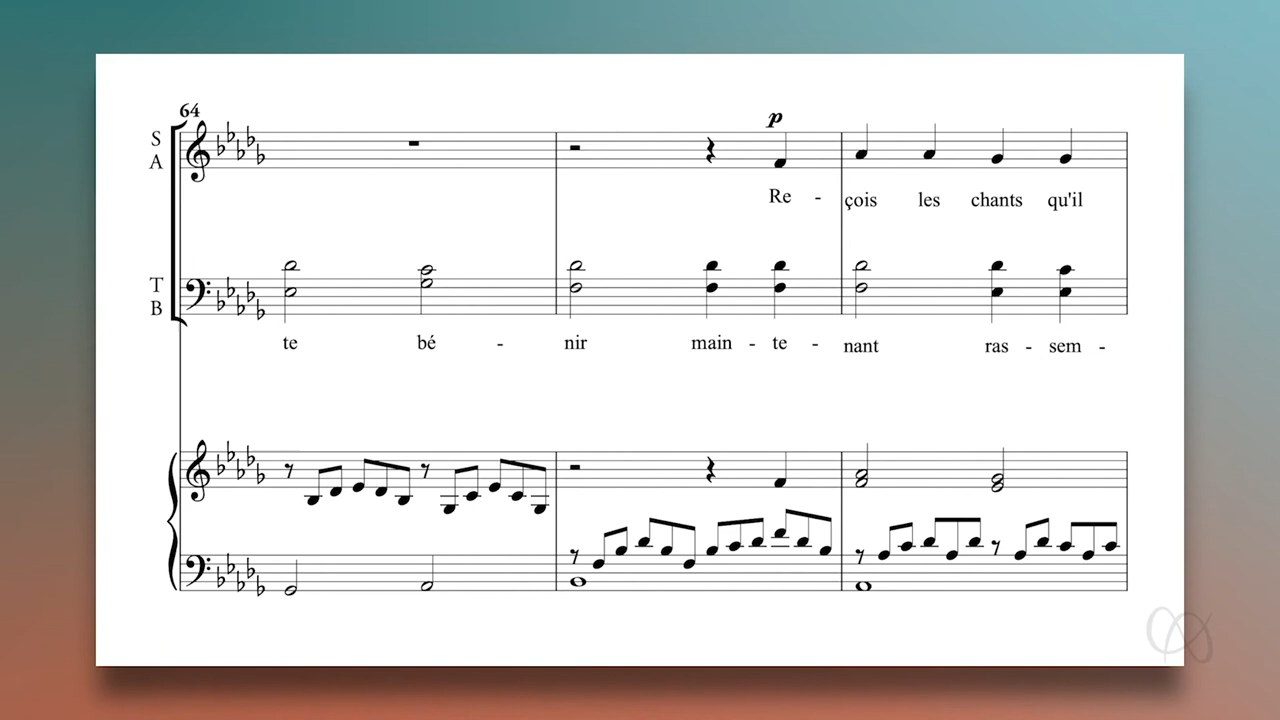 64
S
A
p
Re - çois les chants qu'il
T
B
te bé - nir main - te - nant ras - sem -